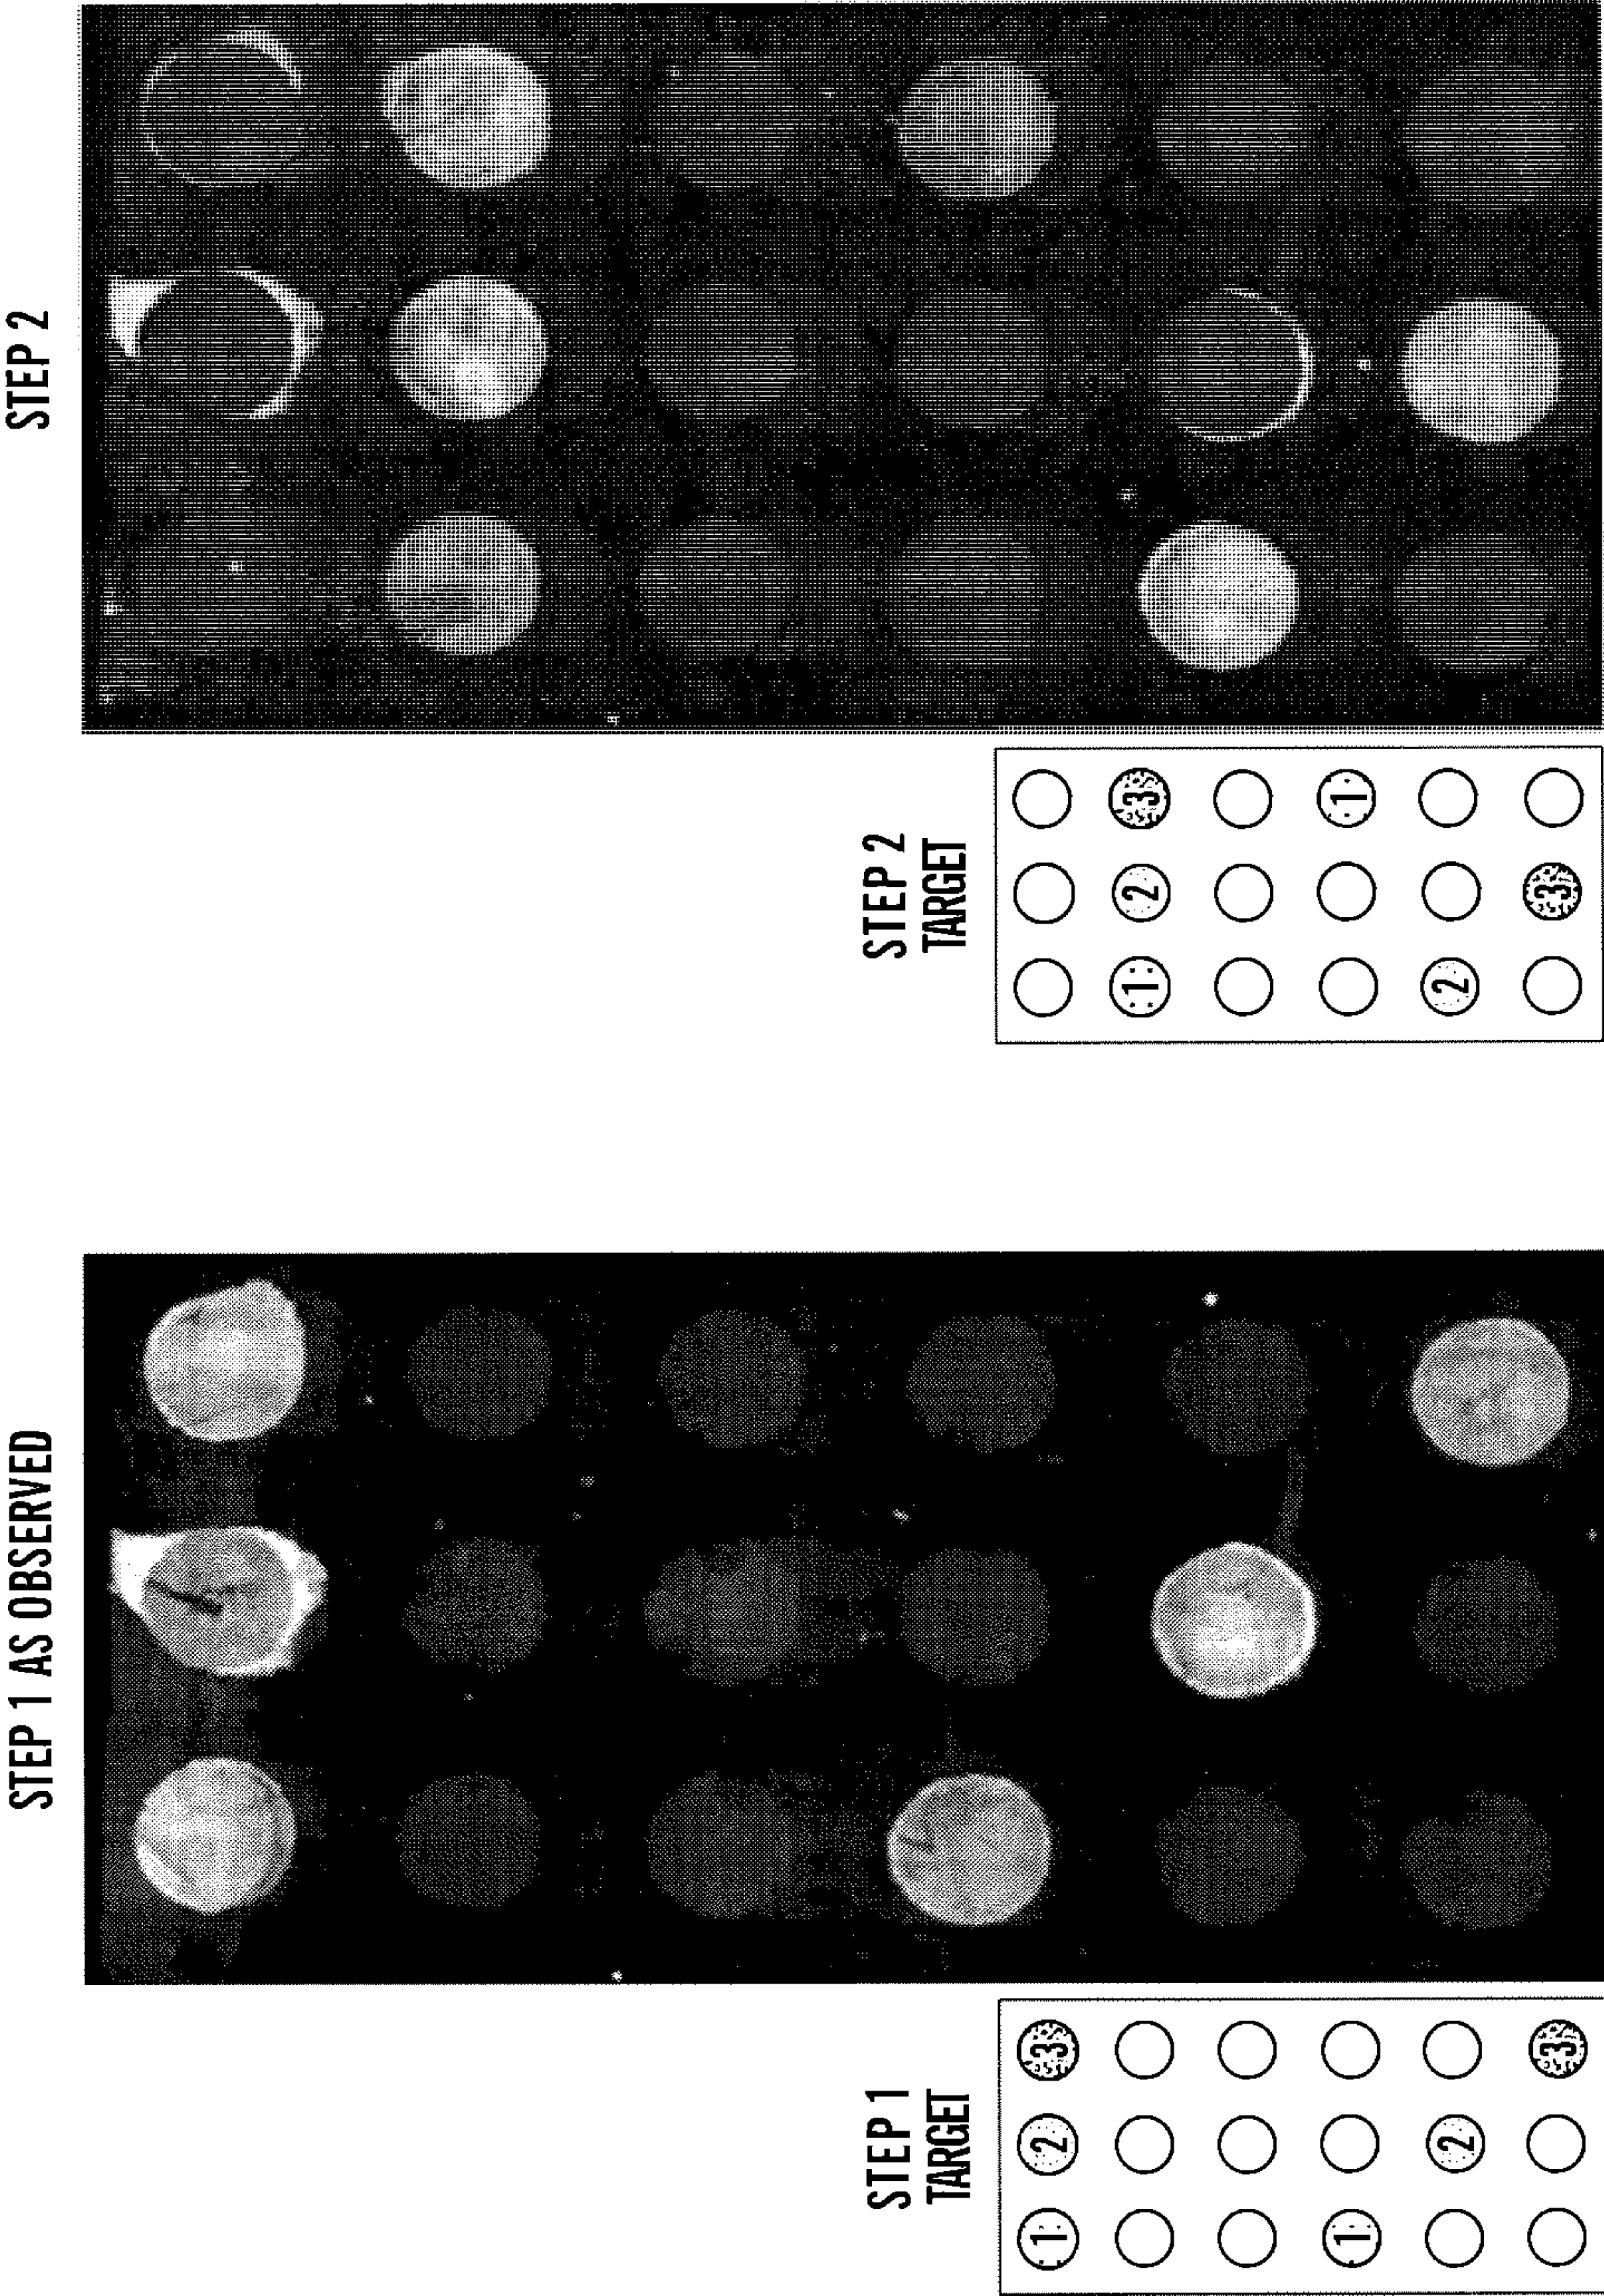 STEP 1 AS OBSERVED
STEP 1
TARGET
1 2 3
1
2
3
STEP 2
STEP 2
TARGET
1 2 3
1
2
3